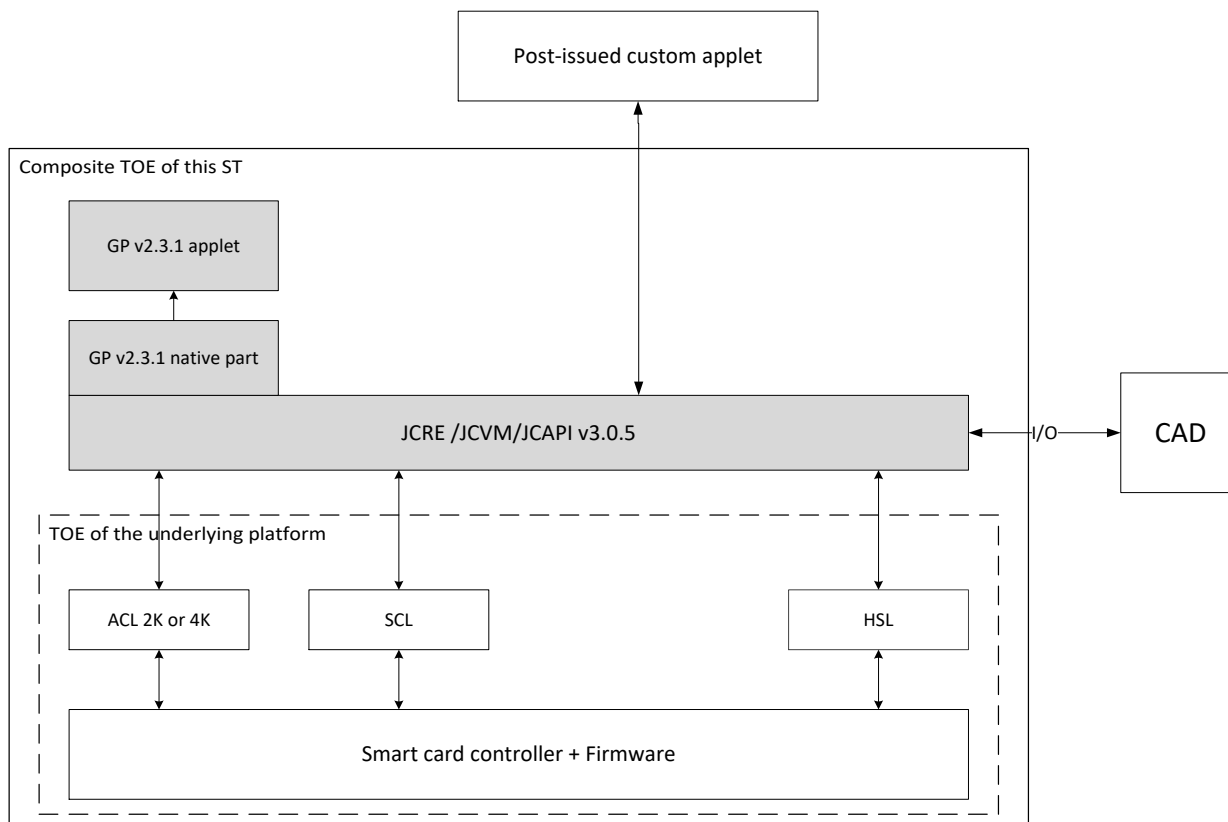 Post-issued custom applet
Composite TOE of this ST
GP v2.3.1 applet
GP v2.3.1 native part
JCRE /JCVM/JCAPI v3.0.5
I/O
CAD
TOE of the underlying platform
ACL 2K or 4K
SCL
HSL
Smart card controller + Firmware